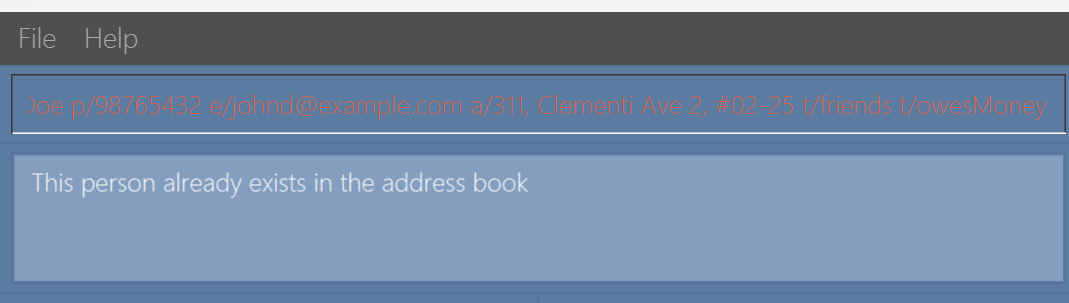 File Help
Doe p/98765432 e/johnd@example.com a/311, Clementi Ave 2, #02-25 t/friends t/owesMoney
This person already exists in the address book